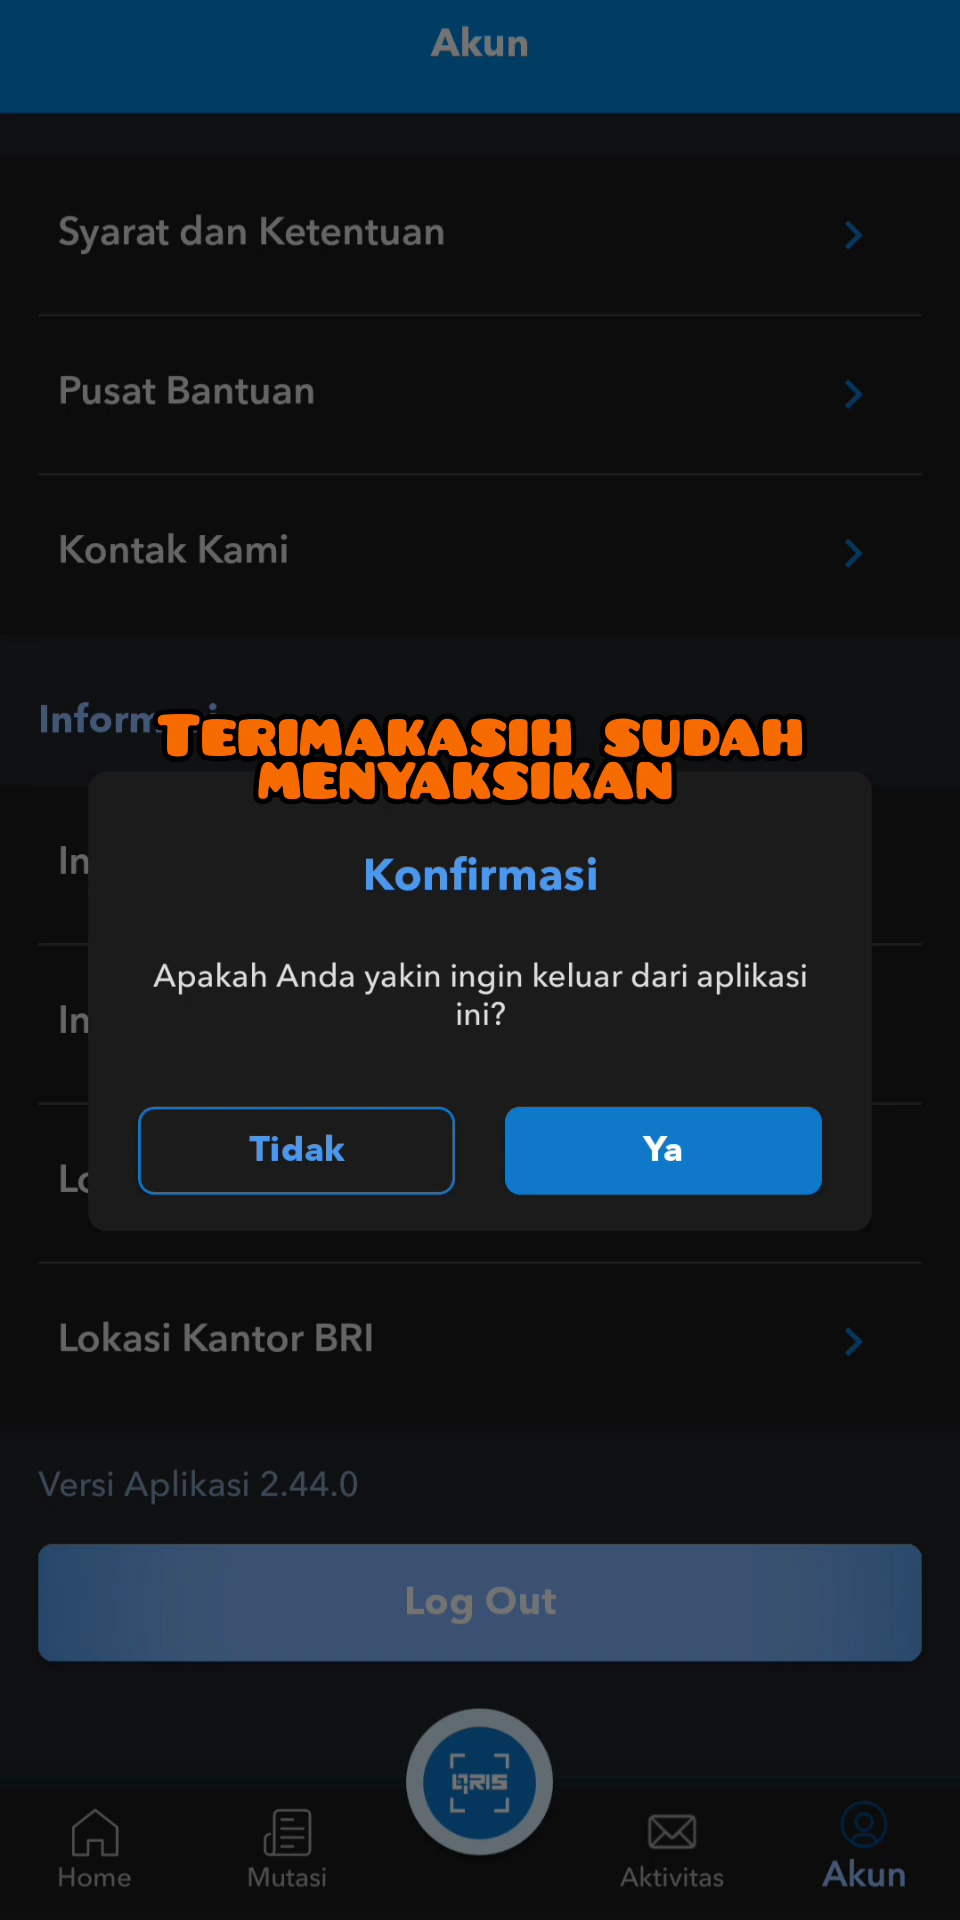 Akun
Syarat dan Ketentuan
Pusat Bantuan
Kontak Kami
TERIMAKASIH SUDAH
MENYAKSIKAN
Konfirmasi
Apakah Anda yakin ingin keluar dari aplikasi
ini?
Tidak
Ya
Lokasi Kantor BRI
Versi Aplikasi 2.44.0
Log Out
QRIS
Home
Mutasi
Aktivitas
Akun